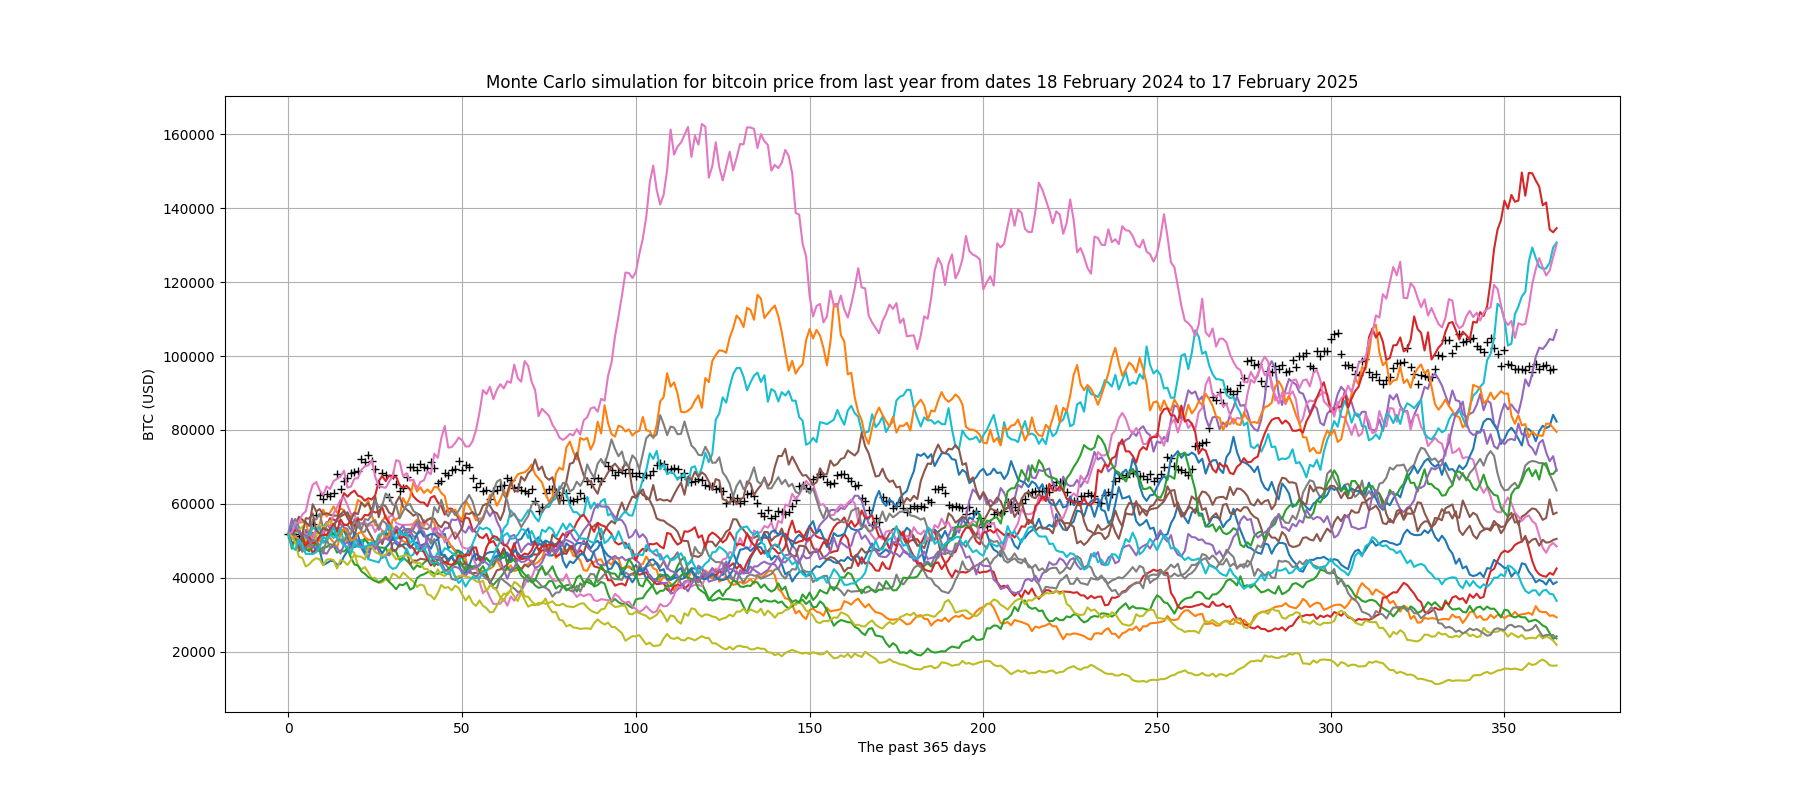 Monte Carlo simulation for bitcoin price from last year from dates 18 February 2024 to 17 February 2025
160000
140000
120000
100000
80000
60000
40000
20000
BTC (USD)
0 50 100 150 200 250 300 350
The past 365 days